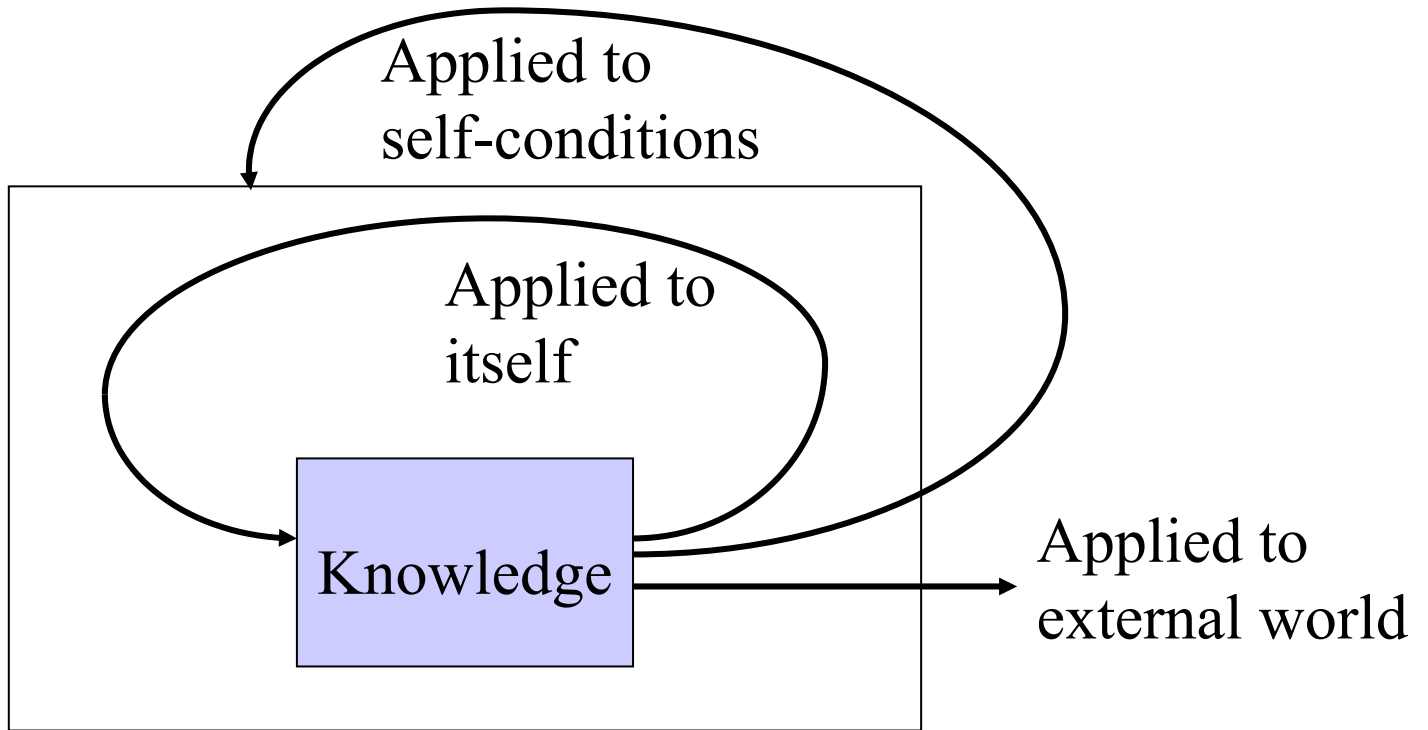 Applied to
self-conditions
Applied to
itself
Knowledge
Applied to
external world